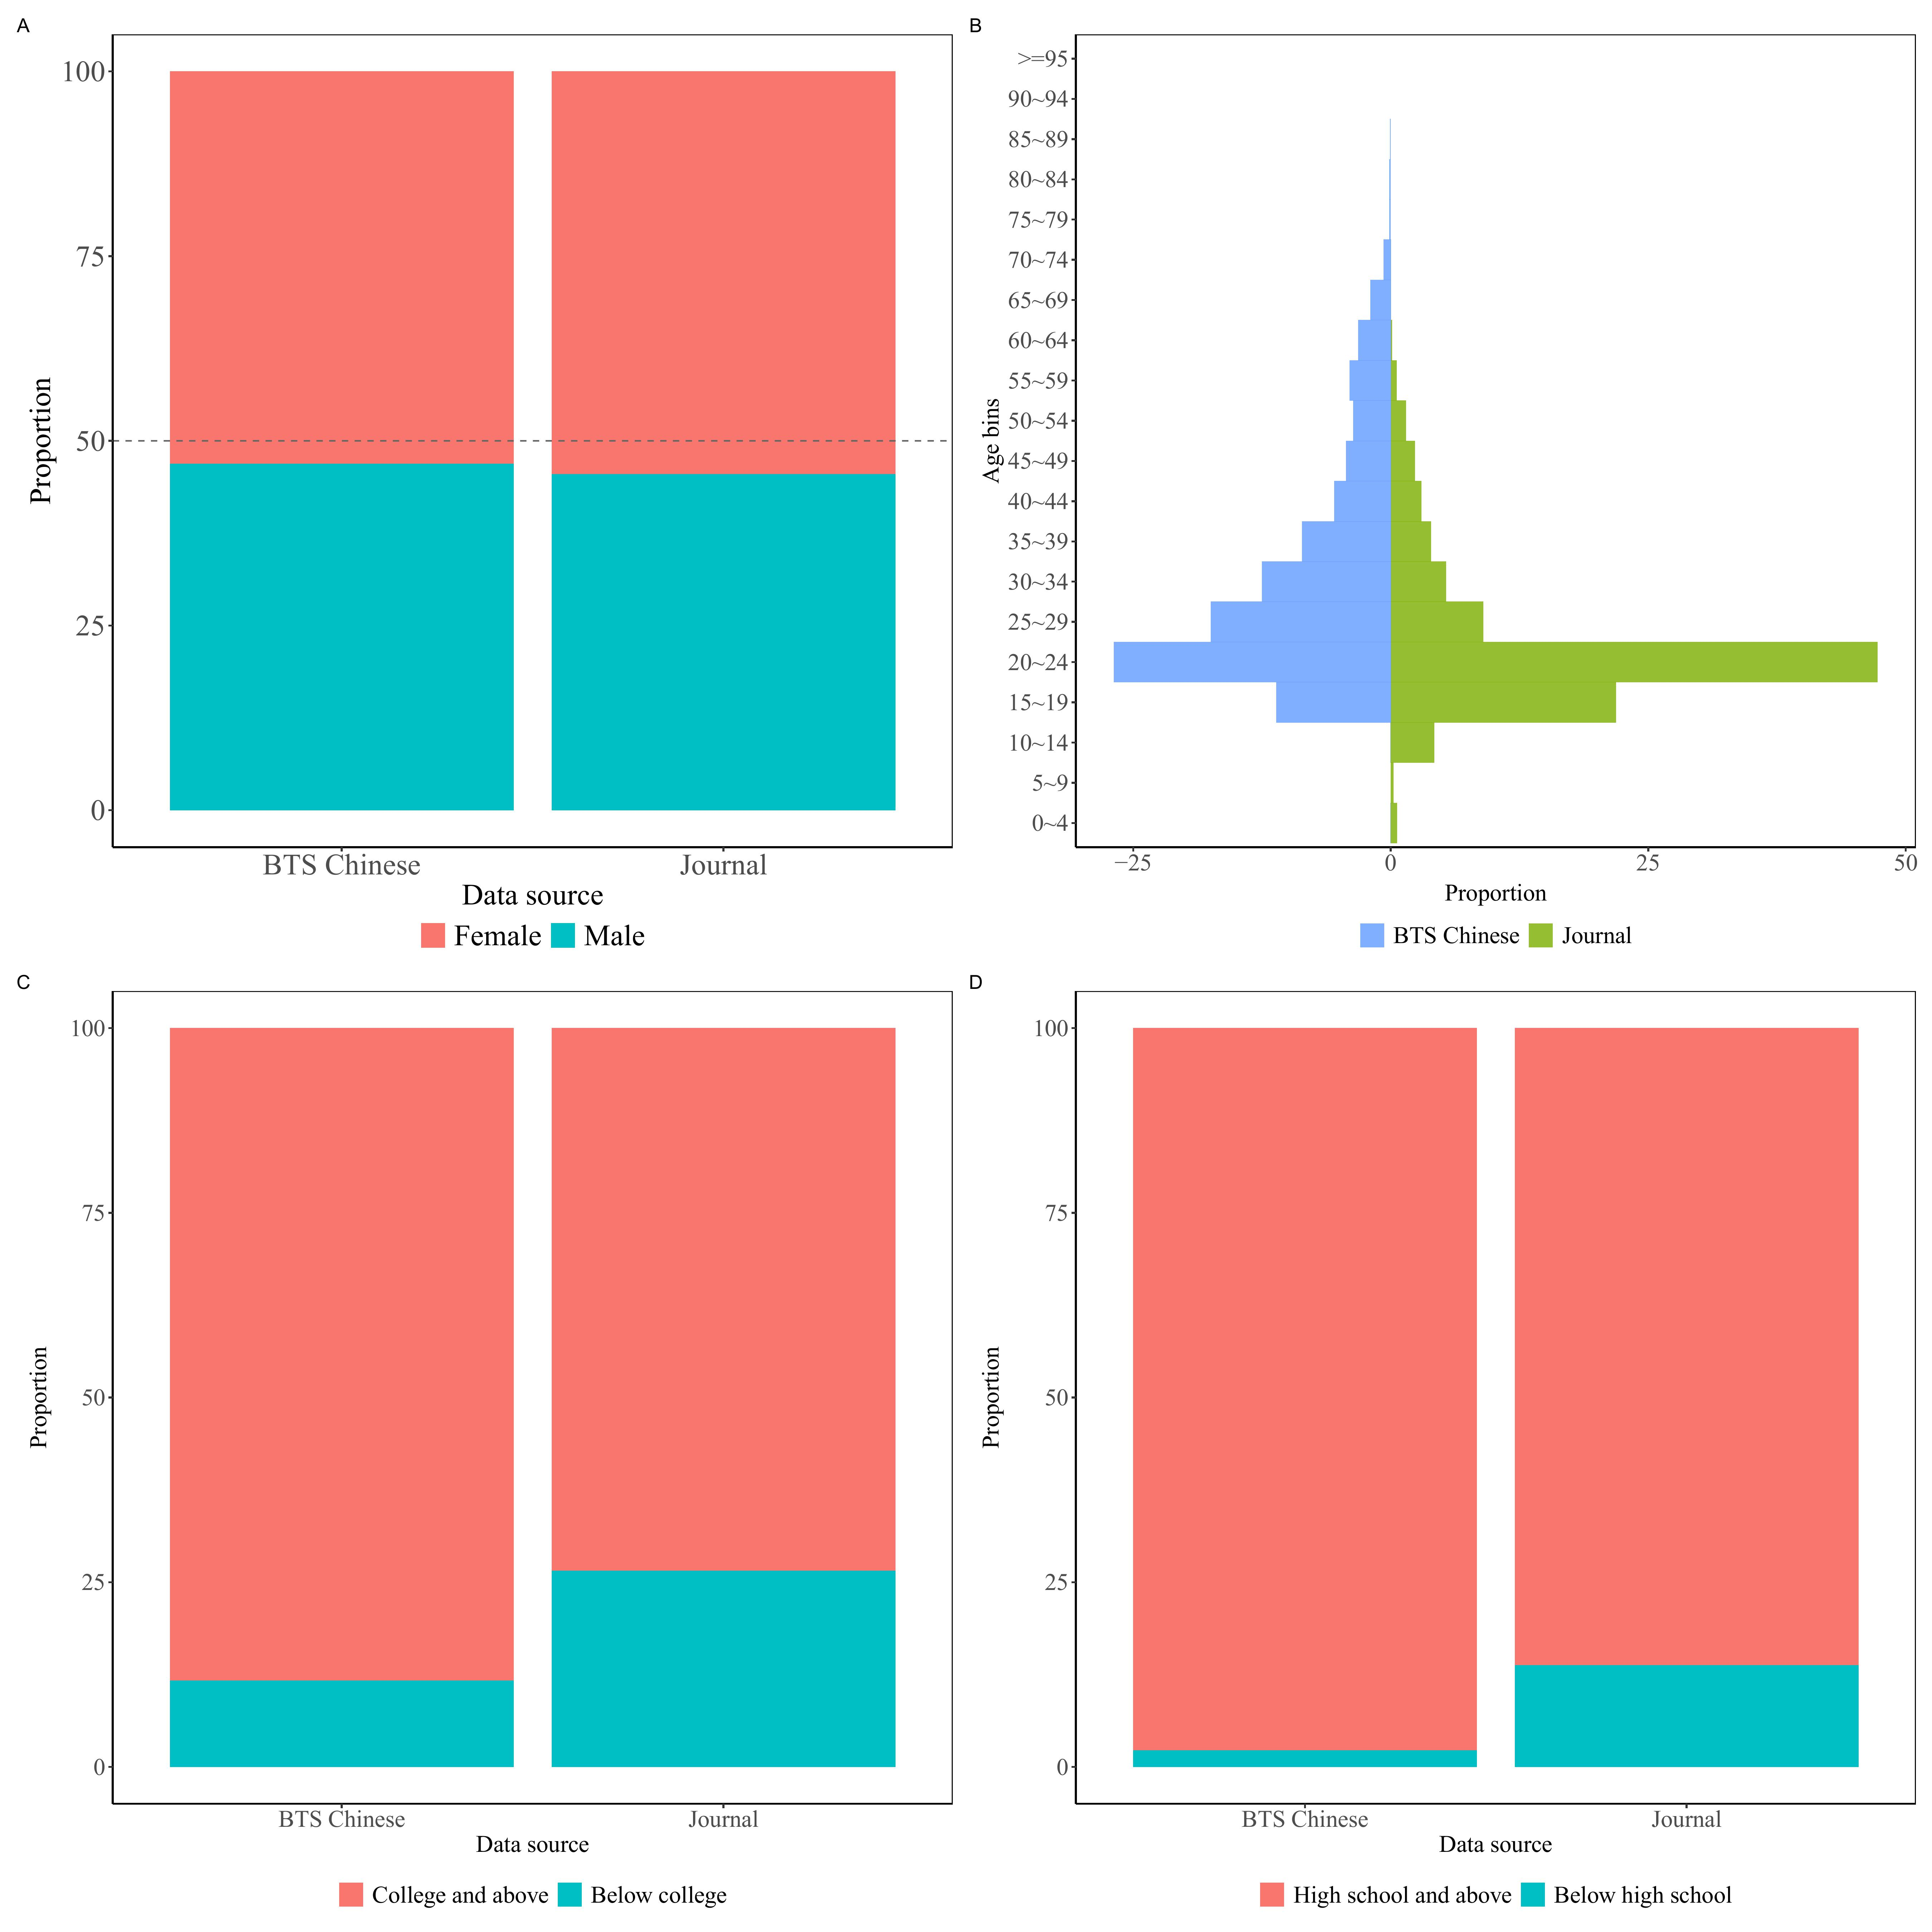 A
Proportion
100
75
50
25
0
BTS Chinese Journal
Data source
Female Male
B
Age bins
>=95
90~94
85~89
80~84
75~79
70~74
65~69
60~64
55~59
50~54
45~49
40~44
35~39
30~34
25~29
20~24
15~19
10~14
5~9
0~4
−25 0 25 50
Proportion
BTS Chinese Journal
C
Proportion
100
75
50
25
0
BTS Chinese Journal
Data source
College and above Below college
D
Proportion
100
75
50
25
0
BTS Chinese Journal
Data source
High school and above Below high school